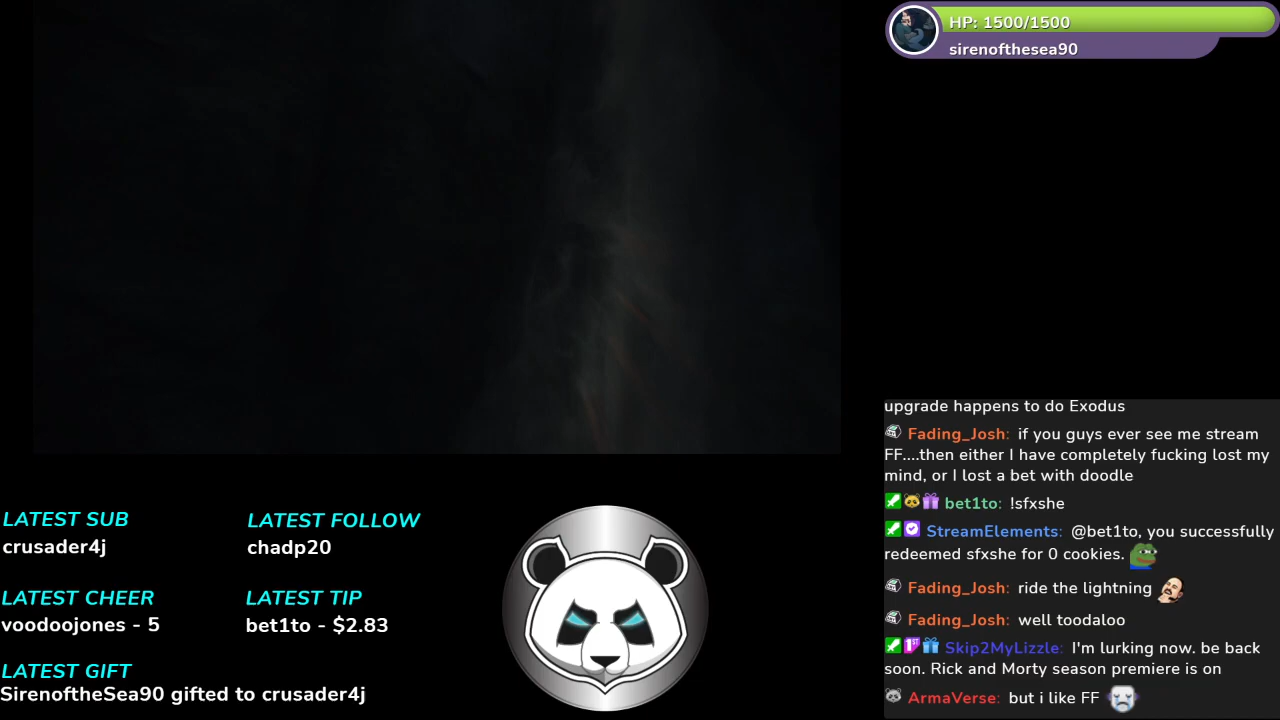 HP: 1500/1500
sirenofthesea90
upgrade happens to do Exodus
Fading_Josh: if you guys ever see me stream
FF....then either I have completely fucking lost my
mind, or I lost a bet with doodle
bet1to: !sfxshe
StreamElements: @bet1to, you successfully
redeemed sfxshe for 0 cookies.
Fading_Josh: ride the lightning
Fading_Josh: well toodaloo
Skip2MyLizzle: I'm lurking now. be back
soon. Rick and Morty season premiere is on
ArmaVerse: but i like FF
LATEST SUB
crusader4j
LATEST FOLLOW
chadp20
LATEST CHEER
voodoojones - 5
LATEST TIP
bet1to - $2.83
LATEST GIFT
SirenoftheSea90 gifted to crusader4j